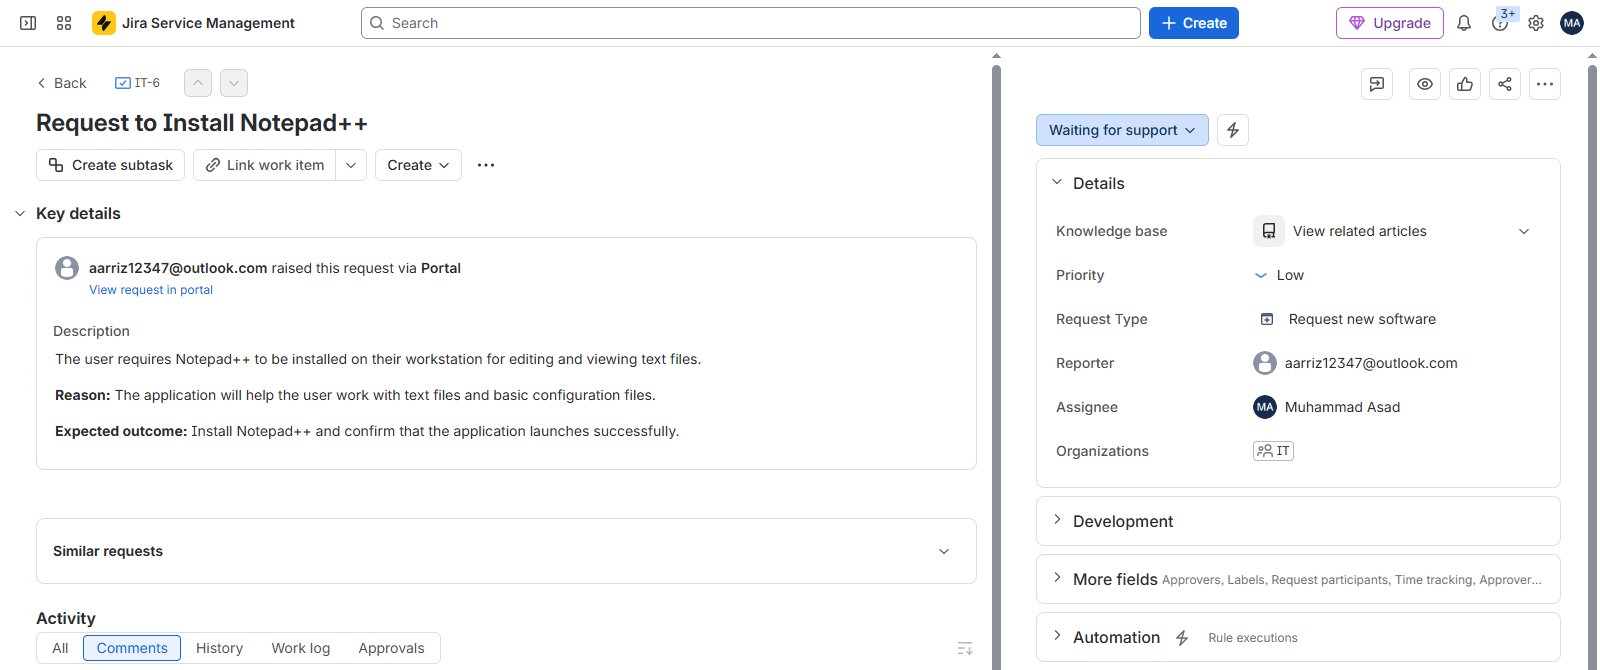 Jira Service Management
Search
Create
Upgrade
3+
MA
Back
IT-6
Request to Install Notepad++
Create subtask
Link work item
Create
Key details
aarriz12347@outlook.com raised this request via Portal
View request in portal
Description
The user requires Notepad++ to be installed on their workstation for editing and viewing text files.
Reason: The application will help the user work with text files and basic configuration files.
Expected outcome: Install Notepad++ and confirm that the application launches successfully.
Similar requests
Activity
All Comments History Work log Approvals
Waiting for support
Details
Knowledge base View related articles
Priority Low
Request Type Request new software
Reporter aarriz12347@outlook.com
Assignee MA Muhammad Asad
Organizations IT
Development
More fields Approvers, Labels, Request participants, Time tracking, Approver...
Automation Rule executions